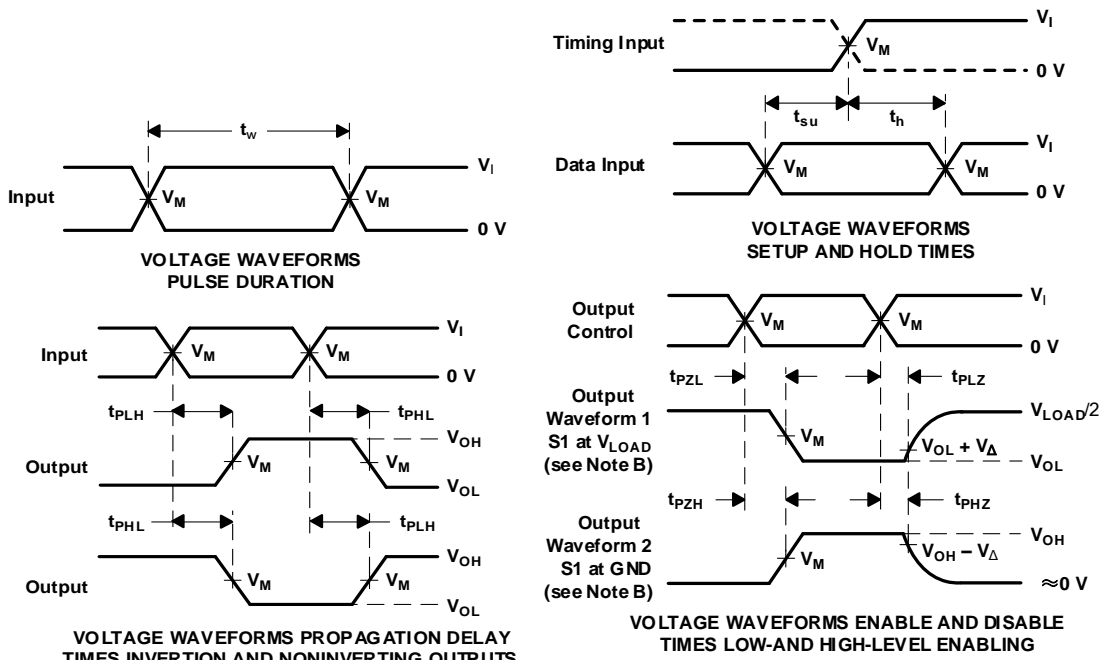 t_w
V_I
Input
V_M
V_M
0 V
VOLTAGE WAVEFORMS
PULSE DURATION
Timing Input
V_I
V_M
0 V
t_su
t_h
Data Input
V_I
V_M
V_M
0 V
VOLTAGE WAVEFORMS
SETUP AND HOLD TIMES
Input
V_I
V_M
V_M
0 V
t_PLH
t_PHL
Output
V_OH
V_M
V_M
V_OL
t_PHL
t_PLH
Output
V_OH
V_M
V_M
V_OL
VOLTAGE WAVEFORMS PROPAGATION DELAY
TIMES INVERTION AND NONINVERTING OUTPUTS
Output
Control
V_I
V_M
V_M
0 V
t_PZL
t_PLZ
Output
Waveform 1
S1 at V_LOAD
(see Note B)
V_LOAD/2
V_M
V_OL + V_Δ
V_OL
t_PZH
t_PHZ
Output
Waveform 2
S1 at GND
(see Note B)
V_OH
V_M
V_OH – V_Δ
≈0 V
VOLTAGE WAVEFORMS ENABLE AND DISABLE
TIMES LOW-AND HIGH-LEVEL ENABLING